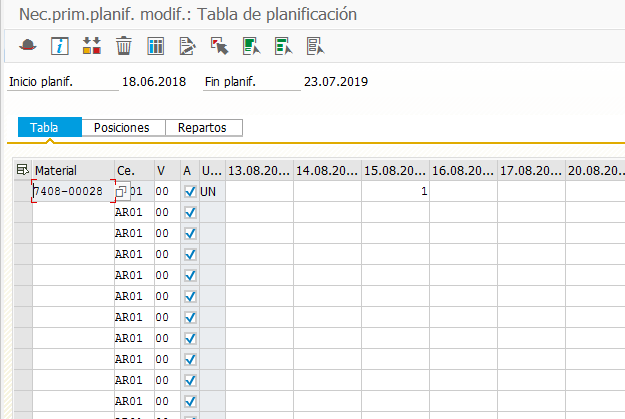 Nec.prim.planif. modif.: Tabla de planificación
Inicio planif. 18.06.2018 Fin planif. 23.07.2019
Tabla Posiciones Repartos
Material Ce. V A U... 13.08.20... 14.08.20... 15.08.20... 16.08.20... 17.08.20... 20.08.20...
7408-00028 01 00 UN 1
AR01 00
AR01 00
AR01 00
AR01 00
AR01 00
AR01 00
AR01 00
AR01 00
AR01 00
AR01 00